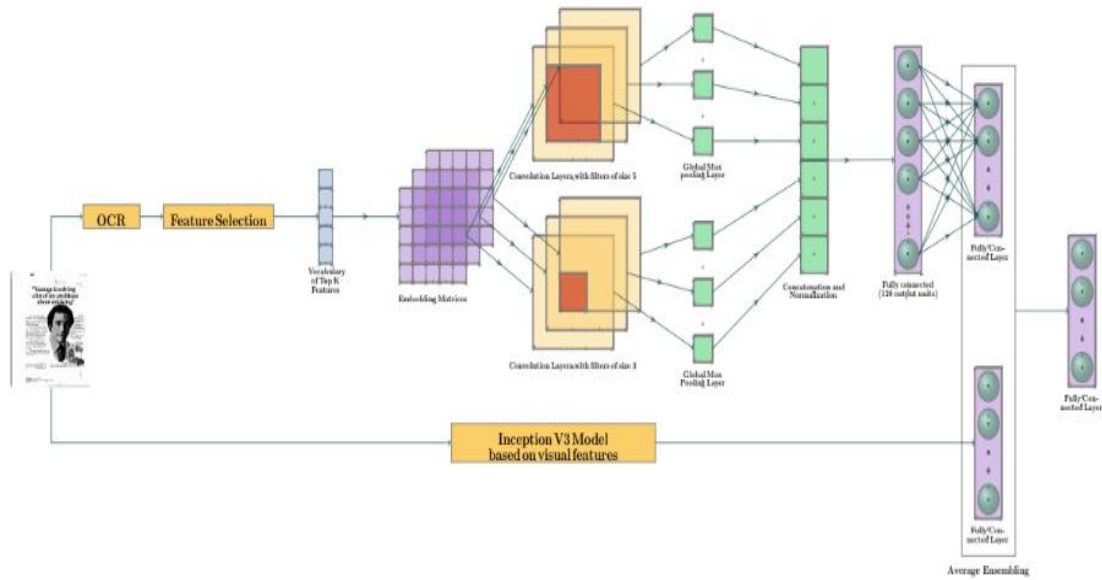 OCR
Feature Selection
Vocabulary
of Top K
Features
Embedding Matrices
Convolution Layers, with filters of size 5
Global Max
pooling Layer
Convolution Layers, with filters of size 3
Global Max
Pooling Layer
Concatenation and
Normalization
Fully connected
(128 output units)
Fully Con-
nected Layer
Fully Con-
nected Layer
Inception V3 Model
based on visual features
Fully Con-
nected Layer
Average Ensembling